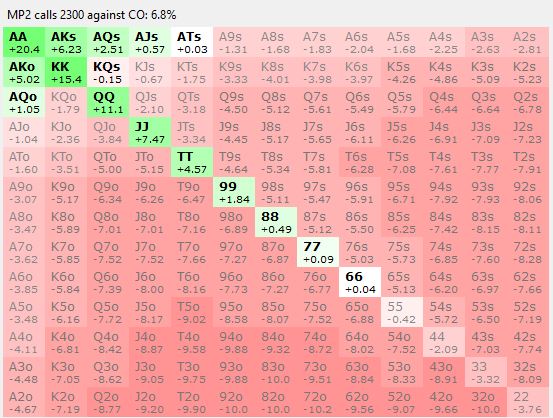 MP2 calls 2300 against CO: 6.8%
AA AKs AQs AJs ATs A9s A8s A7s A6s A5s A4s A3s A2s
+20.4 +6.23 +2.51 +0.57 +0.03 -1.31 -1.68 -1.83 -2.04 -1.68 -2.25 -2.63 -2.81
AKo KK KQs KJs KTs K9s K8s K7s K6s K5s K4s K3s K2s
+5.02 +15.4 -0.15 -0.67 -1.75 -3.33 -4.01 -3.98 -3.97 -4.26 -4.86 -5.09 -5.23
AQo KQo QQ QJs QTs Q9s Q8s Q7s Q6s Q5s Q4s Q3s Q2s
+1.05 -1.79 +11.1 -2.10 -3.18 -4.50 -5.12 -5.61 -5.49 -5.79 -6.44 -6.64 -6.78
AJo KJo QJo JJ JTs J9s J8s J7s J6s J5s J4s J3s J2s
-1.04 -2.36 -3.84 +7.47 -3.34 -4.45 -5.17 -5.65 -6.11 -6.26 -6.91 -7.09 -7.23
ATo KTo QTo JTo TT T9s T8s T7s T6s T5s T4s T3s T2s
-1.60 -3.51 -5.00 -5.15 +4.57 -4.64 -5.34 -5.81 -6.28 -7.08 -7.61 -7.77 -7.91
A9o K9o Q9o J9o T9o 99 98s 97s 96s 95s 94s 93s 92s
-3.07 -5.17 -6.34 -6.26 -6.47 +1.84 -5.11 -5.47 -5.91 -6.71 -7.92 -7.93 -8.06
A8o K8o Q8o J8o T8o 98o 88 87s 86s 85s 84s 83s 82s
-3.47 -5.89 -7.01 -7.01 -7.16 -6.89 +0.49 -5.12 -5.50 -6.25 -7.42 -8.15 -8.11
A7o K7o Q7o J7o T7o 97o 87o 77 76s 75s 74s 73s 72s
-3.62 -5.85 -7.52 -7.52 -7.66 -7.27 -6.87 +0.09 -5.03 -5.73 -6.85 -7.60 -8.28
A6o K6o Q6o J6o T6o 96o 86o 76o 66 65s 64s 63s 62s
-3.85 -5.84 -7.39 -8.00 -8.16 -7.73 -7.27 -6.77 +0.04 -5.13 -6.20 -6.97 -7.66
A5o K5o Q5o J5o T5o 95o 85o 75o 65o 55 54s 53s 52s
-3.48 -6.16 -7.72 -8.17 -9.02 -8.58 -8.07 -7.52 -6.88 -0.42 -5.72 -6.50 -7.19
A4o K4o Q4o J4o T4o 94o 84o 74o 64o 54o 44 43s 42s
-4.11 -6.81 -8.42 -8.87 -9.58 -9.88 -9.32 -8.72 -8.02 -7.52 -2.09 -7.03 -7.74
A3o K3o Q3o J3o T3o 93o 83o 73o 63o 53o 43o 33 32s
-4.48 -7.05 -8.62 -9.05 -9.75 -9.88 -10.0 -9.51 -8.84 -8.33 -8.91 -3.32 -8.09
A2o K2o Q2o J2o T2o 92o 82o 72o 62o 52o 42o 32o 22
-4.67 -7.19 -8.77 -9.20 -9.90 -10.0 -10.0 -10.2 -9.56 -9.07 -9.66 -10.0 -3.76